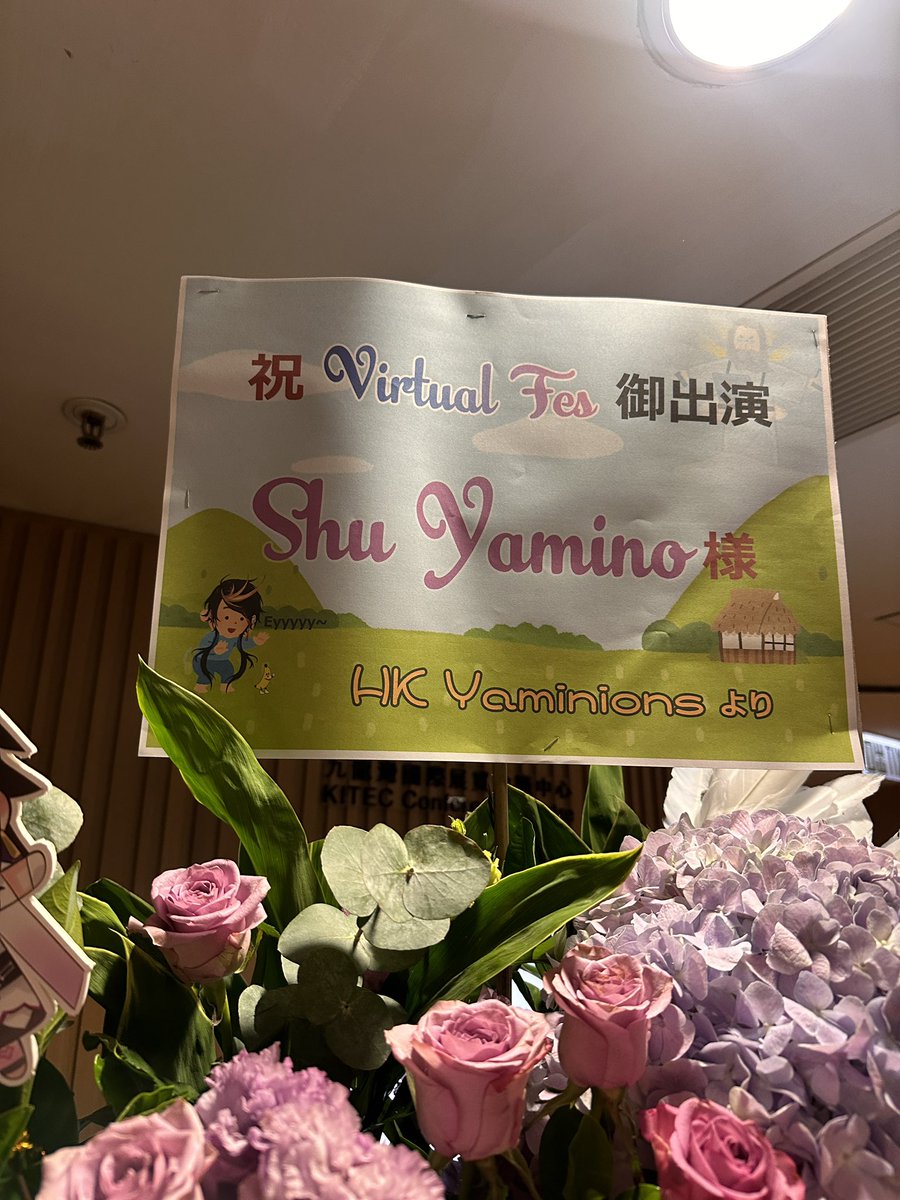 祝 Virtual Fes 御出演
Shu Yamino 様
Eyyyyy~
HK Yaminions より
KITEC